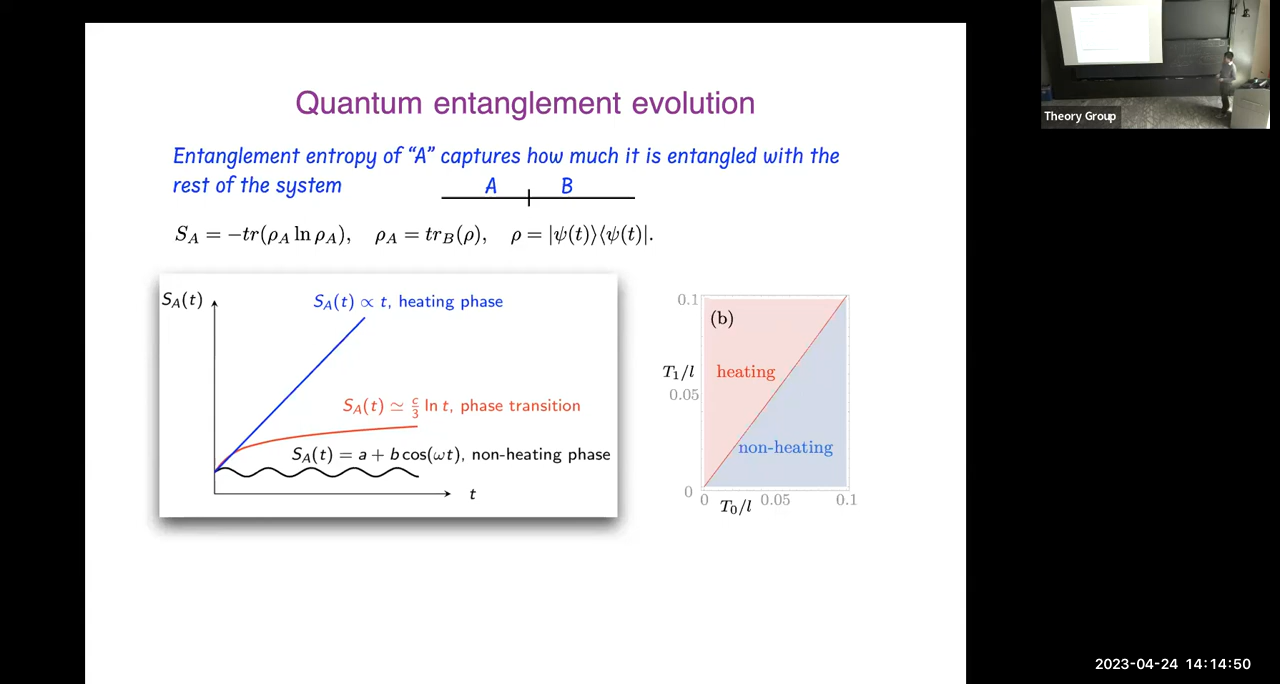 Quantum entanglement evolution
Entanglement entropy of “A” captures how much it is entangled with the
rest of the system
A B
S_A = −tr(ρ_A ln ρ_A), ρ_A = tr_B(ρ), ρ = |ψ(t)⟩⟨ψ(t)|.
S_A(t)
S_A(t) ∝ t, heating phase
S_A(t) ≃ c/3 ln t, phase transition
S_A(t) = a + b cos(ωt), non-heating phase
t
0.1
(b)
T_1/l
heating
0.05
non-heating
0
0 T_0/l 0.05 0.1
Theory Group
2023-04-24 14:14:50